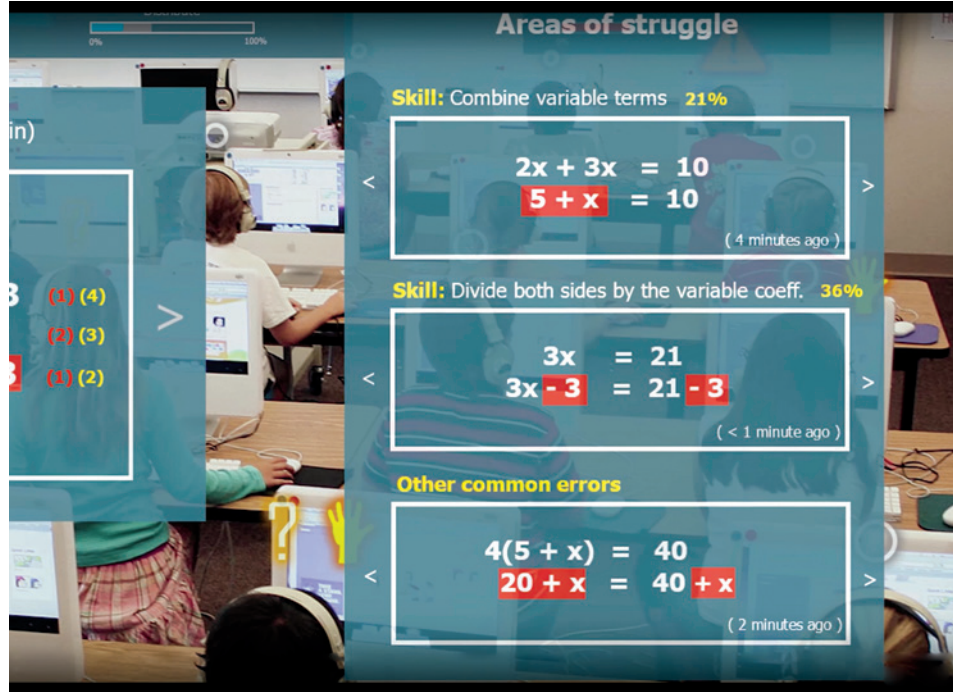 0%
100%
in)
3 (1) (4)
(2) (3)
3 (1) (2)
>
Areas of struggle
Skill: Combine variable terms 21%
2x + 3x = 10
< >
5 + x = 10
( 4 minutes ago )
Skill: Divide both sides by the variable coeff. 36%
3x = 21
< >
3x - 3 = 21 - 3
( < 1 minute ago )
Other common errors
4(5 + x) = 40
< >
20 + x = 40 + x
( 2 minutes ago )
?